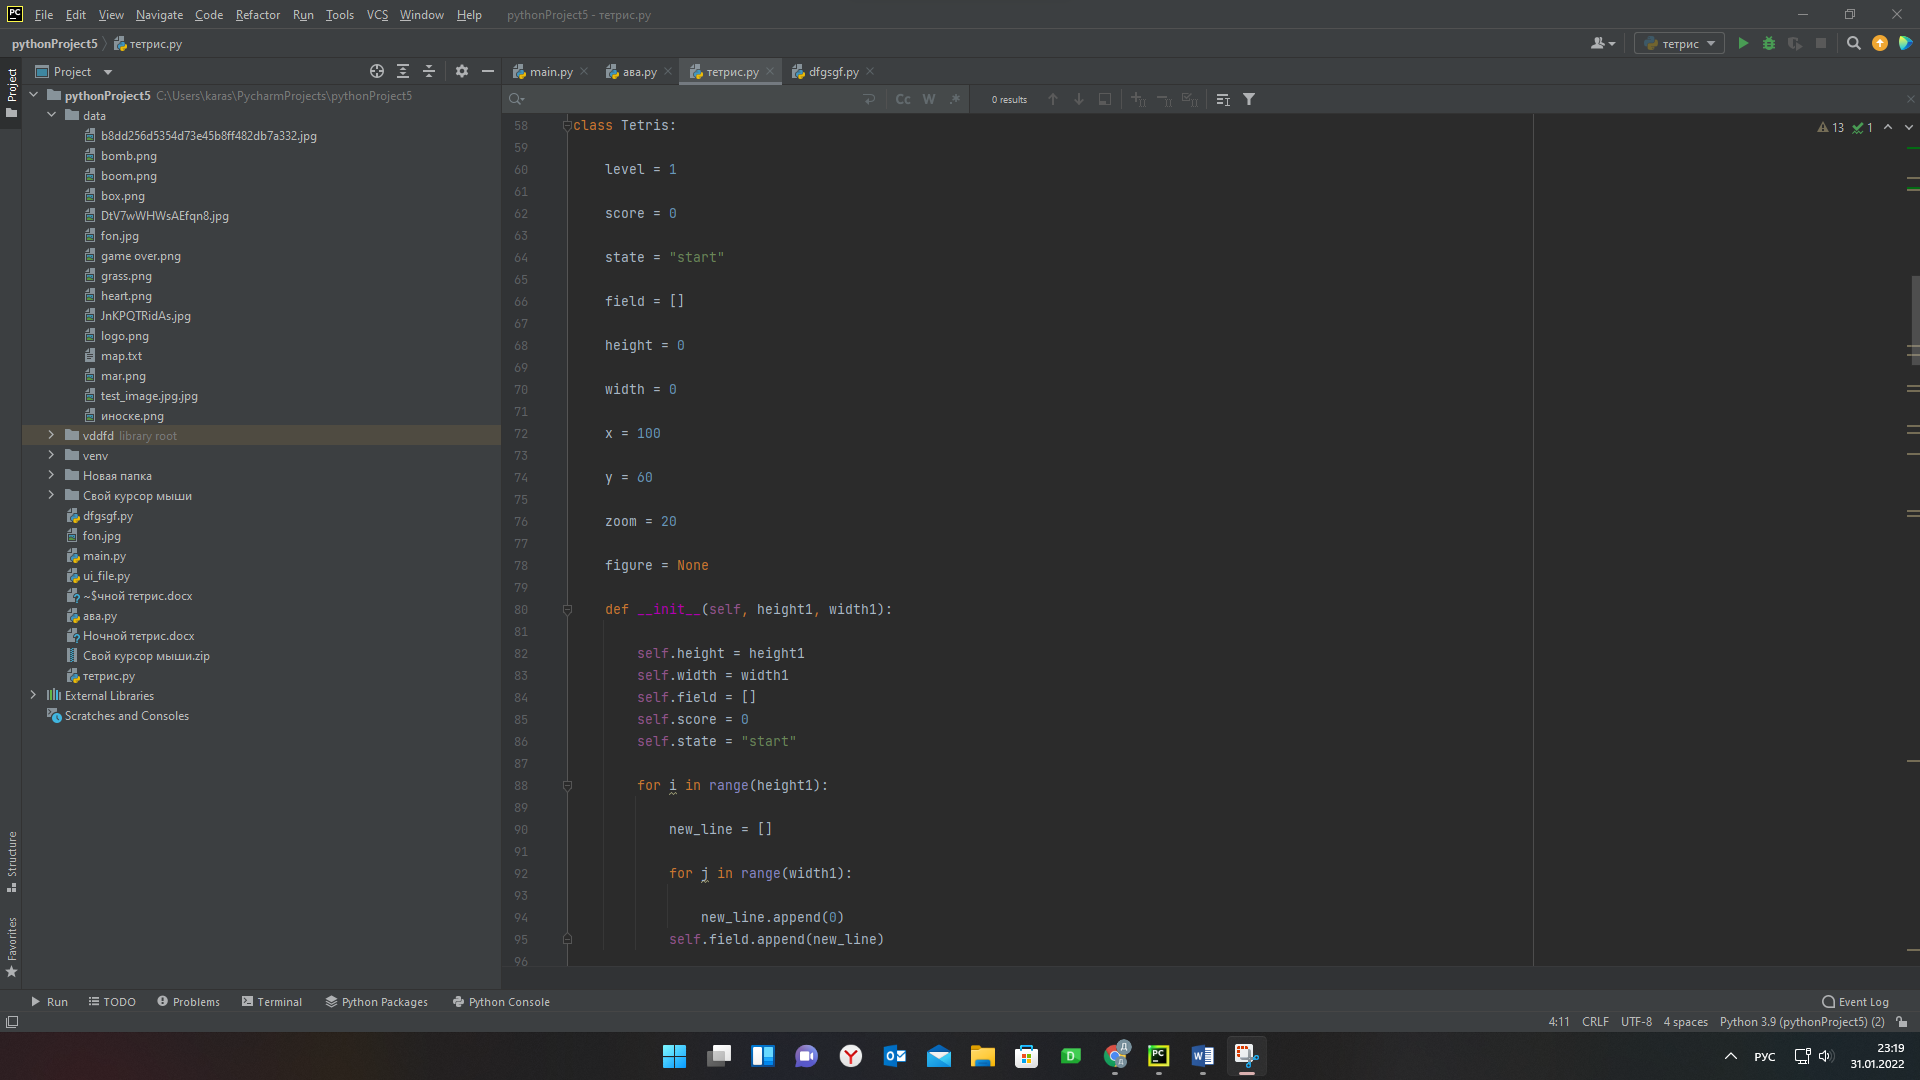 File Edit View Navigate Code Refactor Run Tools VCS Window Help pythonProject5 - тетрис.py
pythonProject5 тетрис.py тетрис
Project
Project
main.py ава.py тетрис.py dfgsgf.py
Cc W .* 0 results
pythonProject5 C:\Users\karas\PycharmProjects\pythonProject5
data
b8dd256d5354d73e45b8ff482db7a332.jpg
bomb.png
boom.png
box.png
DtV7wWHWsAEfqn8.jpg
fon.jpg
game over.png
grass.png
heart.png
JnKPQTRidAs.jpg
logo.png
map.txt
mar.png
test_image.jpg.jpg
иноске.png
vddfd library root
venv
Новая папка
Свой курсор мыши
dfgsgf.py
fon.jpg
main.py
ui_file.py
~$чной тетрис.docx
ава.py
Ночной тетрис.docx
Свой курсор мыши.zip
тетрис.py
External Libraries
Scratches and Consoles
Structure
Favorites
13 1
58 class Tetris:
59
60 level = 1
61
62 score = 0
63
64 state = "start"
65
66 field = []
67
68 height = 0
69
70 width = 0
71
72 x = 100
73
74 y = 60
75
76 zoom = 20
77
78 figure = None
79
80 def __init__(self, height1, width1):
81
82 self.height = height1
83 self.width = width1
84 self.field = []
85 self.score = 0
86 self.state = "start"
87
88 for i in range(height1):
89
90 new_line = []
91
92 for j in range(width1):
93
94 new_line.append(0)
95 self.field.append(new_line)
96
Run TODO Problems Terminal Python Packages Python Console Event Log
4:11 CRLF UTF-8 4 spaces Python 3.9 (pythonProject5) (2)
РУС
23:19
31.01.2022